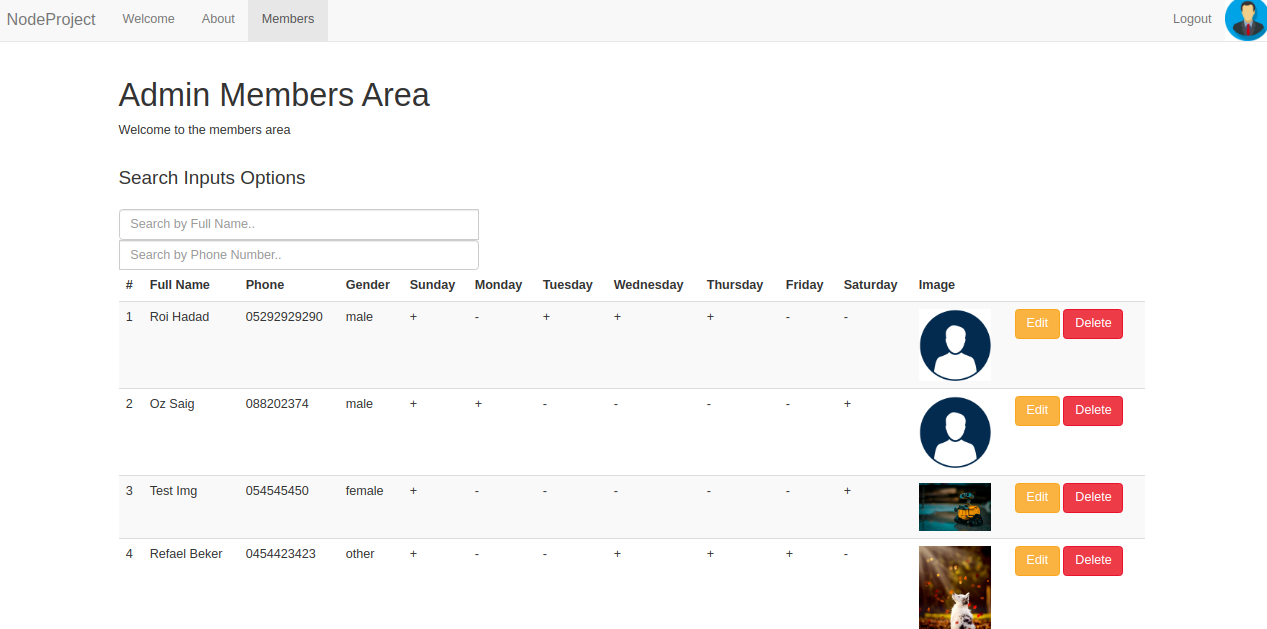 NodeProject Welcome About Members Logout
Admin Members Area
Welcome to the members area
Search Inputs Options
Search by Full Name..
Search by Phone Number..
# Full Name Phone Gender Sunday Monday Tuesday Wednesday Thursday Friday Saturday Image
1 Roi Hadad 05292929290 male + - + + + - - Edit Delete
2 Oz Saig 088202374 male + + - - - - + Edit Delete
3 Test Img 054545450 female + - - - - - + Edit Delete
4 Refael Beker 0454423423 other + - - + + + - Edit Delete